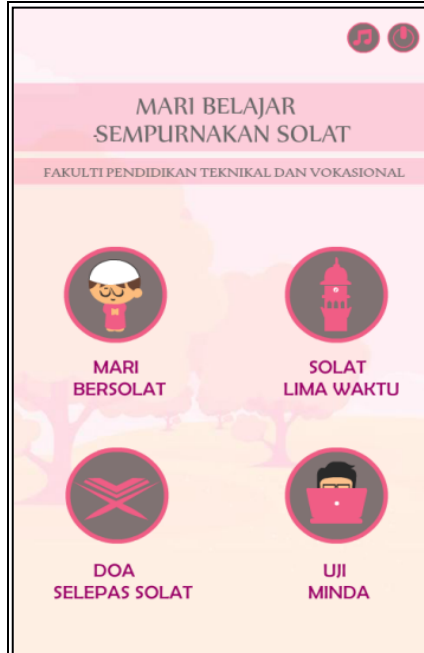 MARI BELAJAR
-SEMPURNAKAN SOLAT
FAKULTI PENDIDIKAN TEKNIKAL DAN VOKASIONAL
MARI
BERSOLAT
SOLAT
LIMA WAKTU
DOA
SELEPAS SOLAT
UJI
MINDA